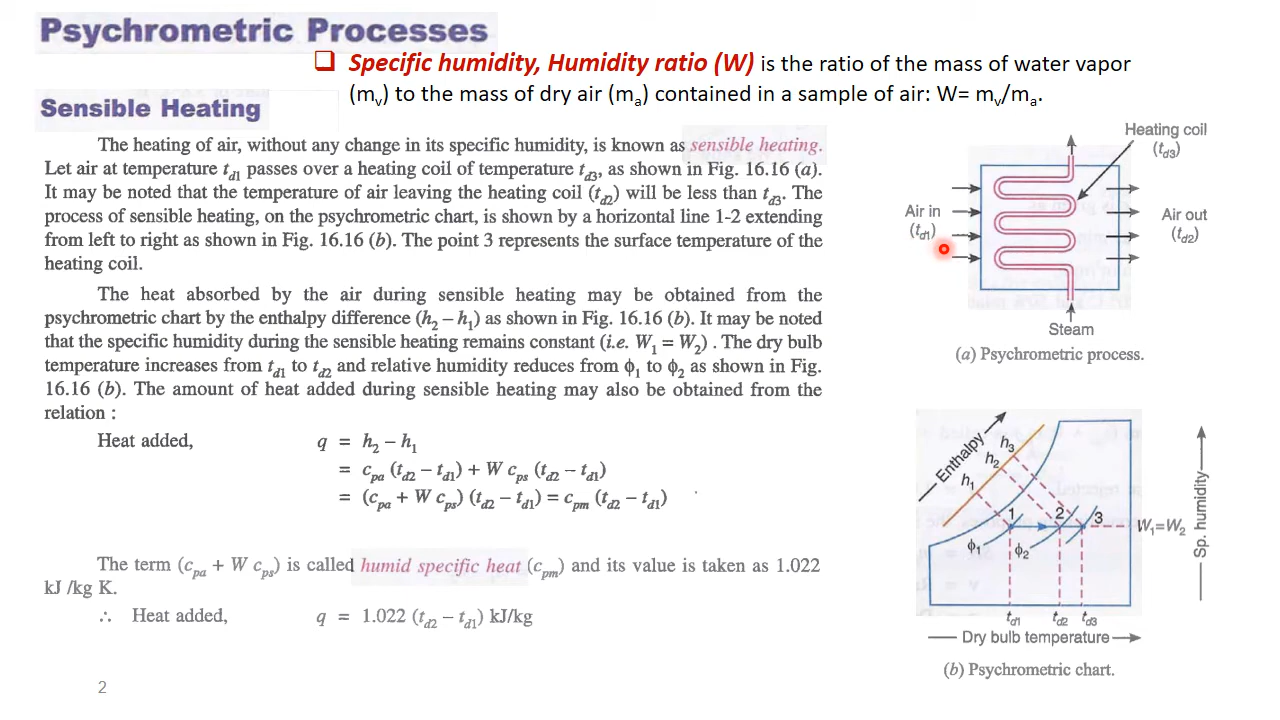 Psychrometric Processes
❑ Specific humidity, Humidity ratio (W) is the ratio of the mass of water vapor
(mv) to the mass of dry air (ma) contained in a sample of air: W= mv/ma.
Sensible Heating
The heating of air, without any change in its specific humidity, is known as sensible heating.
Let air at temperature td1 passes over a heating coil of temperature td3, as shown in Fig. 16.16 (a).
It may be noted that the temperature of air leaving the heating coil (td2) will be less than td3. The
process of sensible heating, on the psychrometric chart, is shown by a horizontal line 1-2 extending
from left to right as shown in Fig. 16.16 (b). The point 3 represents the surface temperature of the
heating coil.
The heat absorbed by the air during sensible heating may be obtained from the
psychrometric chart by the enthalpy difference (h2 – h1) as shown in Fig. 16.16 (b). It may be noted
that the specific humidity during the sensible heating remains constant (i.e. W1 = W2) . The dry bulb
temperature increases from td1 to td2 and relative humidity reduces from ϕ1 to ϕ2 as shown in Fig.
16.16 (b). The amount of heat added during sensible heating may also be obtained from the
relation :
Heat added, q = h2 – h1
= cpa (td2 – td1) + W cps (td2 – td1)
= (cpa + W cps) (td2 – td1) = cpm (td2 – td1)
The term (cpa + W cps) is called humid specific heat (cpm) and its value is taken as 1.022
kJ /kg K.
∴ Heat added, q = 1.022 (td2 – td1) kJ/kg
2
Heating coil
(td3)
Air in
(td1)
Air out
(td2)
Steam
(a) Psychrometric process.
Enthalpy
h3
h2
h1
1
2
3
ϕ1
ϕ2
W1=W2
Sp. humidity
td1 td2 td3
Dry bulb temperature
(b) Psychrometric chart.